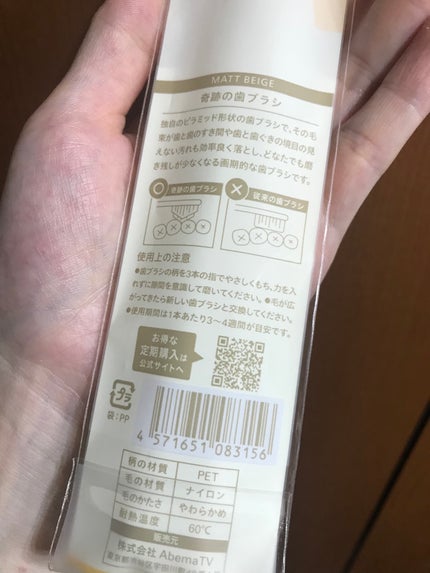 MATT BEIGE
奇跡の歯ブラシ
独自のピラミッド形状の歯ブラシで、その毛
束が歯と歯のすき間や歯と歯ぐきの境目の見
えない汚れも効率良く落とし、どなたでも磨
き残しが少なくなる画期的な歯ブラシです。
奇跡の歯ブラシ
従来の歯ブラシ
使用上の注意
●歯ブラシの柄を3本の指でやさしくもち、力を入
れずに隙間を意識して磨いてください。●毛が広
がってきたら新しい歯ブラシと交換してください。
●使用期間は1本あたり3〜4週間が目安です。
お得な
定期購入は
公式サイトへ
プラ
袋:PP
4 571651 083156
柄の材質 PET
毛の材質 ナイロン
毛のかたさ やわらかめ
耐熱温度 60℃
販売元
株式会社 AbemaTV
東京都渋谷区宇田川町